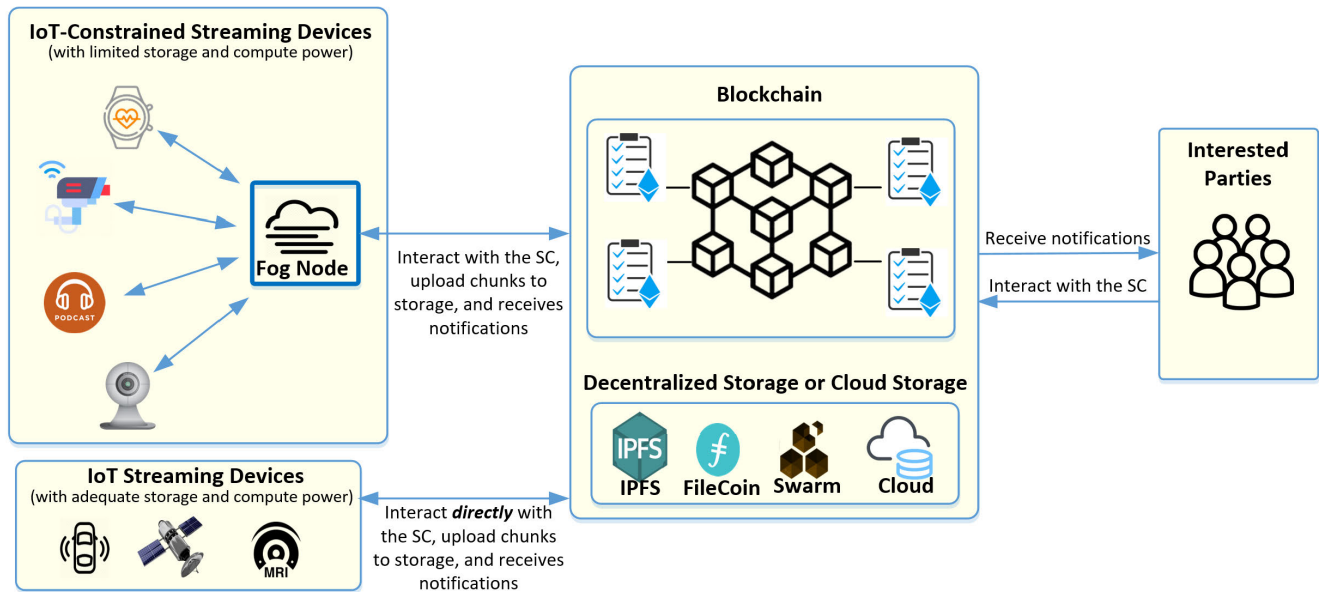 IoT-Constrained Streaming Devices
(with limited storage and compute power)
PODCAST
Fog Node
Interact with the SC,
upload chunks to
storage, and receives
notifications
IoT Streaming Devices
(with adequate storage and compute power)
MRI
Interact directly with
the SC, upload chunks
to storage, and receives
notifications
Blockchain
Decentralized Storage or Cloud Storage
IPFS
IPFS
FileCoin
Swarm
Cloud
Receive notifications
Interact with the SC
Interested
Parties